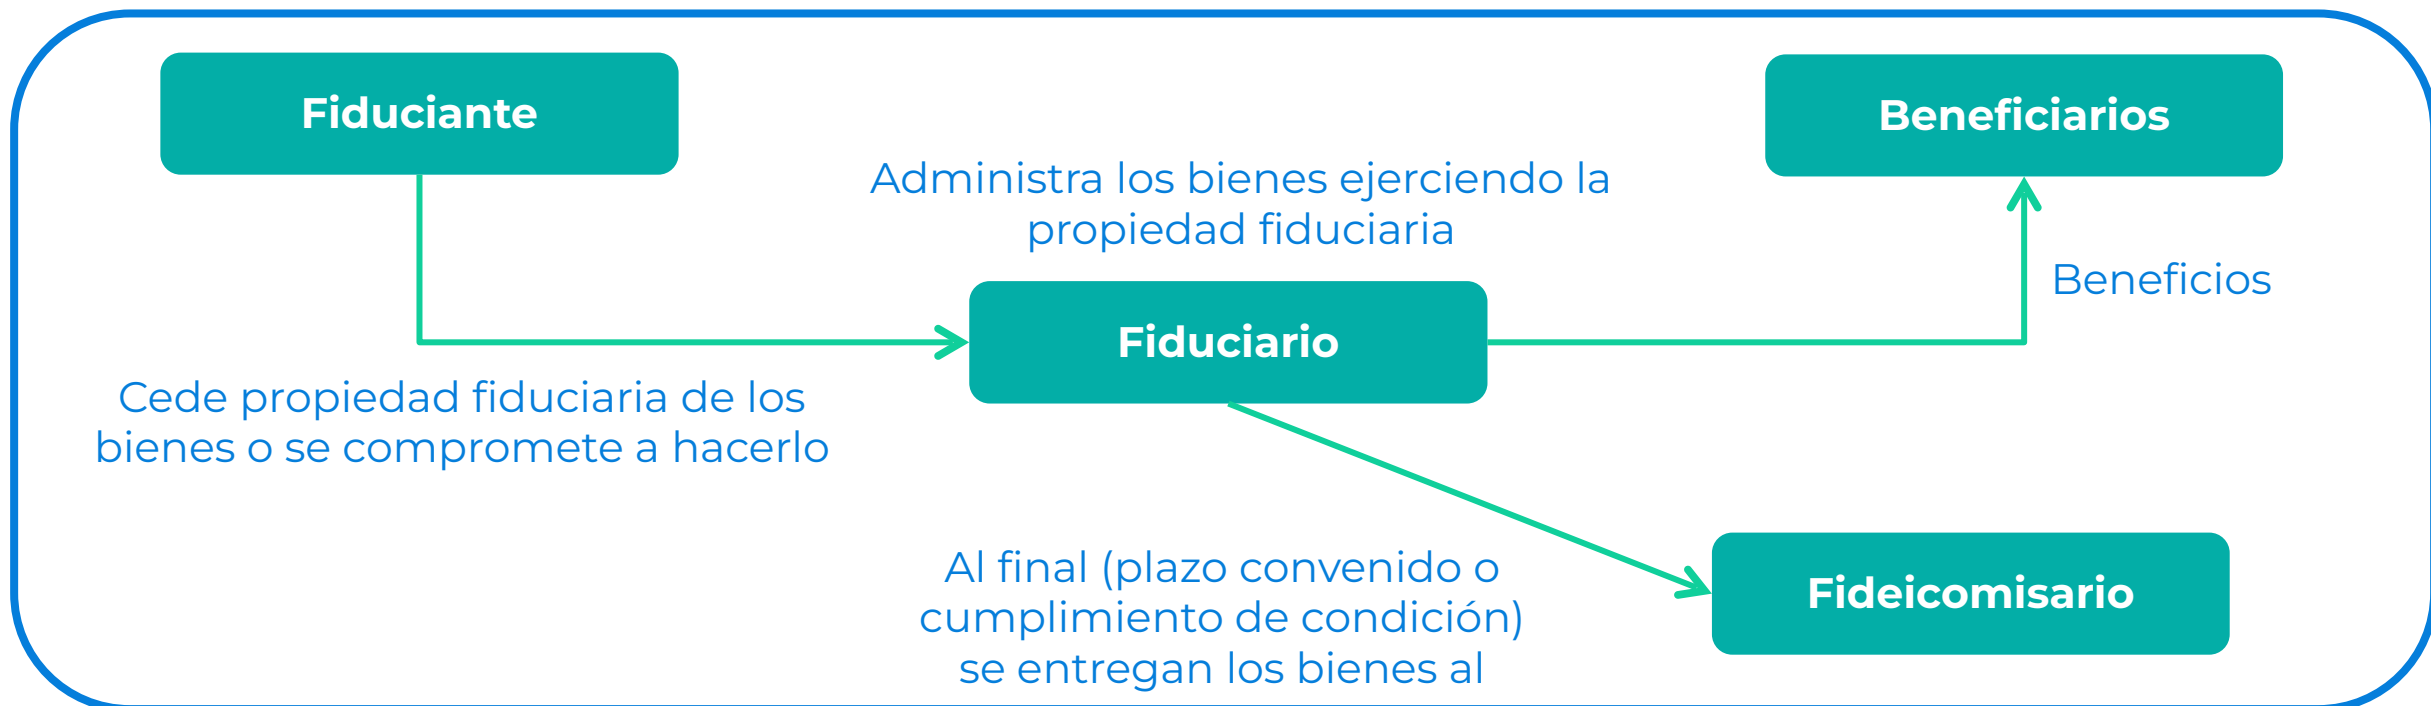 Fiduciante
Beneficiarios
Administra los bienes ejerciendo la
propiedad fiduciaria
Beneficios
Fiduciario
Cede propiedad fiduciaria de los
bienes o se compromete a hacerlo
Al final (plazo convenido o
cumplimiento de condición)
se entregan los bienes al
Fideicomisario